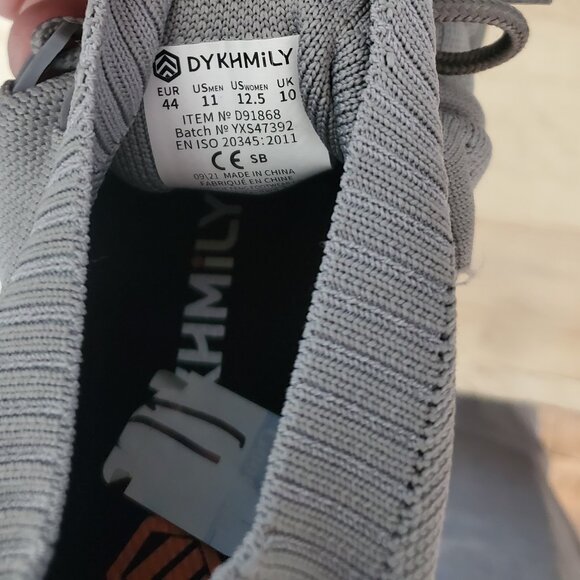 DYKHMiLY
EUR USMEN USWOMEN UK
44 11 12.5 10
ITEM № D91868
Batch № YXS47392
EN ISO 20345:2011
CE SB
09\21 MADE IN CHINA
FABRIQUÉ EN CHINE
KHMiLY